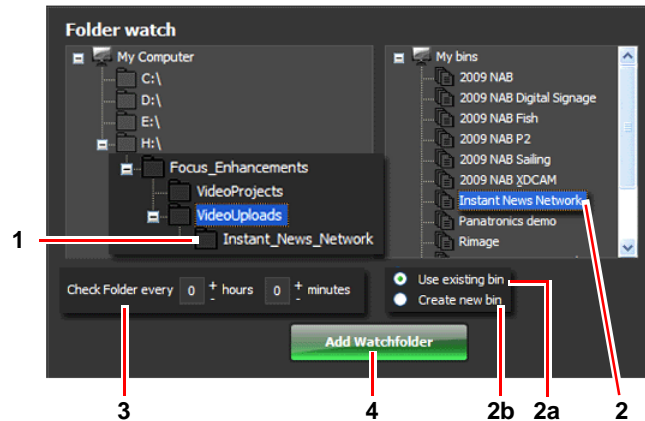 Folder watch
My Computer
C:\
D:\
E:\
H:\
Focus_Enhancements
VideoProjects
VideoUploads
Instant_News_Network
My bins
2009 NAB
2009 NAB Digital Signage
2009 NAB Fish
2009 NAB P2
2009 NAB Sailing
2009 NAB XDCAM
Instant News Network
Panatronics demo
Rimage
1
Check Folder every 0 + - hours 0 + - minutes
Use existing bin
Create new bin
Add Watchfolder
3 4 2b 2a 2